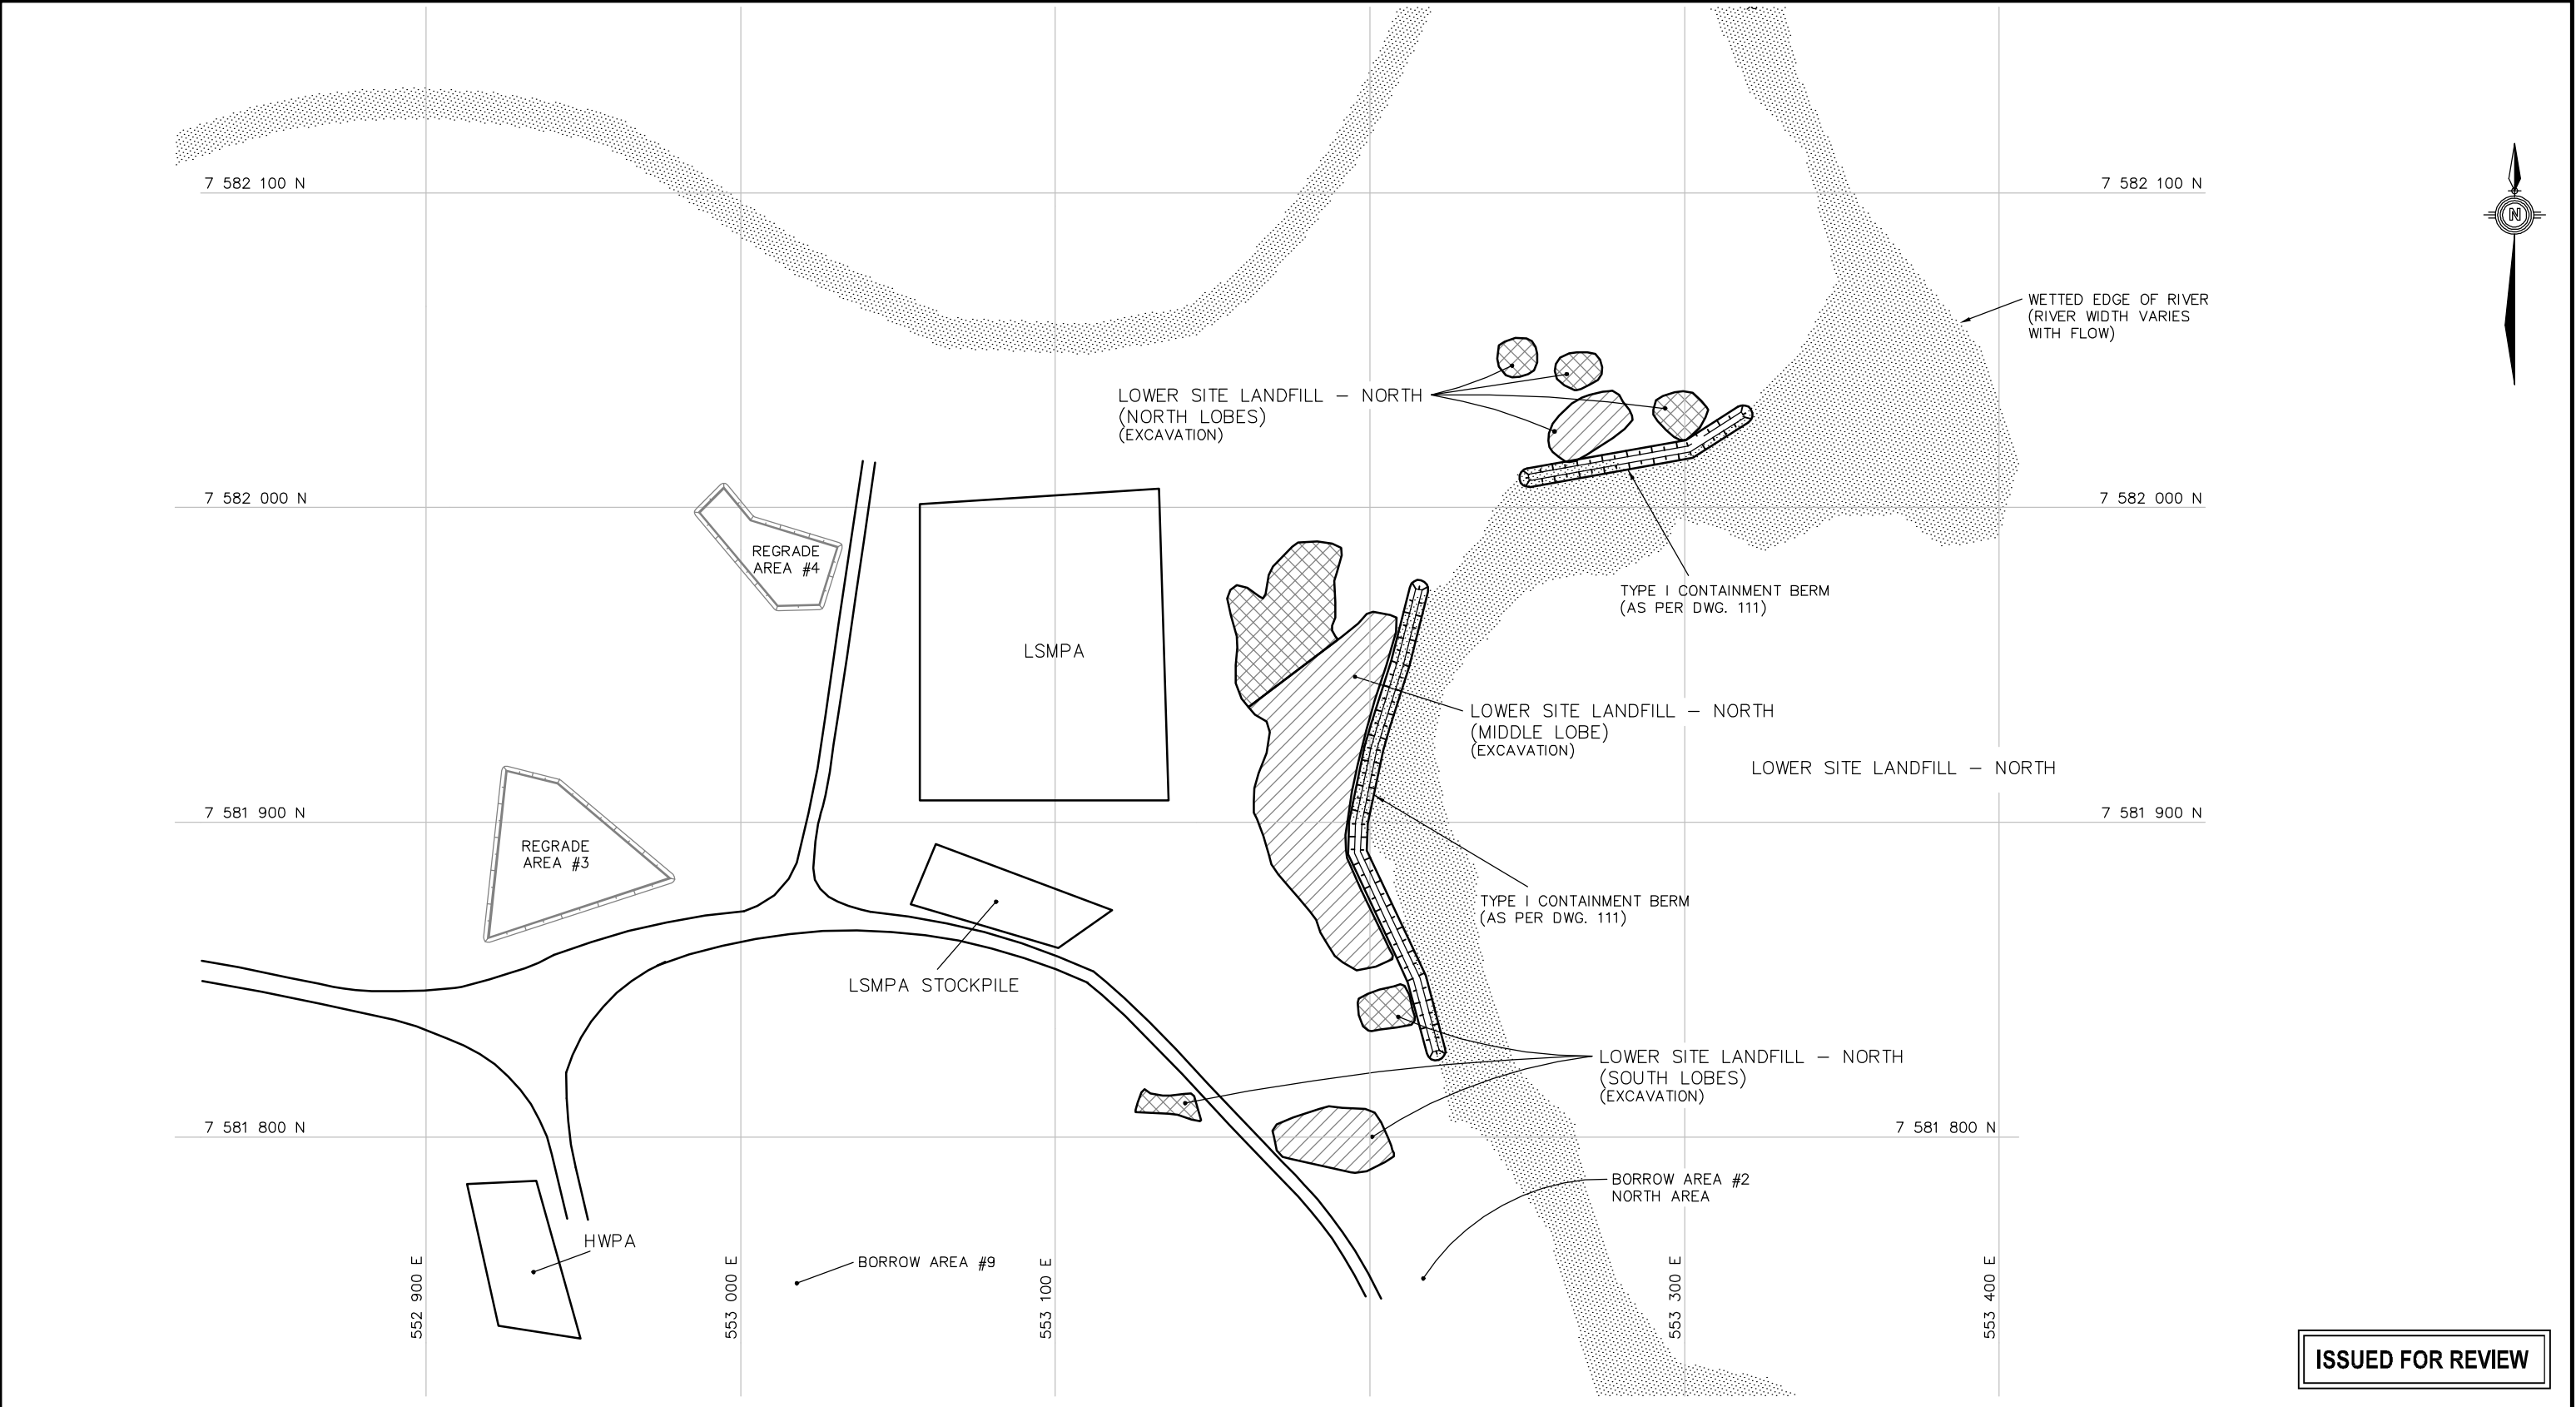 7 582 100 N
7 582 100 N
N
WETTED EDGE OF RIVER
(RIVER WIDTH VARIES
WITH FLOW)
LOWER SITE LANDFILL – NORTH
(NORTH LOBES)
(EXCAVATION)
7 582 000 N
7 582 000 N
REGRADE
AREA #4
TYPE I CONTAINMENT BERM
(AS PER DWG. 111)
LSMPA
LOWER SITE LANDFILL – NORTH
(MIDDLE LOBE)
(EXCAVATION)
LOWER SITE LANDFILL – NORTH
7 581 900 N
7 581 900 N
REGRADE
AREA #3
TYPE I CONTAINMENT BERM
(AS PER DWG. 111)
LSMPA STOCKPILE
LOWER SITE LANDFILL – NORTH
(SOUTH LOBES)
(EXCAVATION)
7 581 800 N
7 581 800 N
BORROW AREA #2
NORTH AREA
HWPA
BORROW AREA #9
552 900 E
553 000 E
553 100 E
553 300 E
553 400 E
ISSUED FOR REVIEW